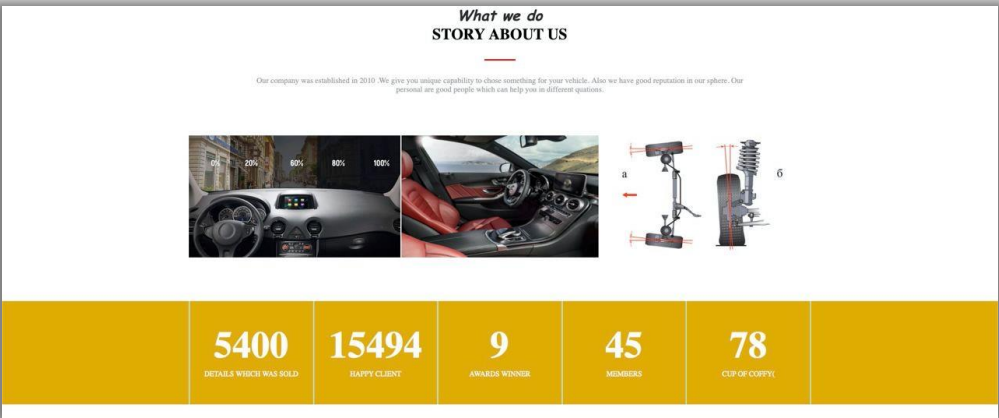 What we do
STORY ABOUT US
Our company was established in 2010 .We give you unique capability to chose something for your vehicle. Also we have good reputation in our sphere. Our
personal are good people which can help you in different quations.
0% 20% 60% 80% 100%
а
б
5400 15494 9 45 78
DETAILS WHICH WAS SOLD HAPPY CLIENT AWARDS WINNER MEMBERS CUP OF COFFY(